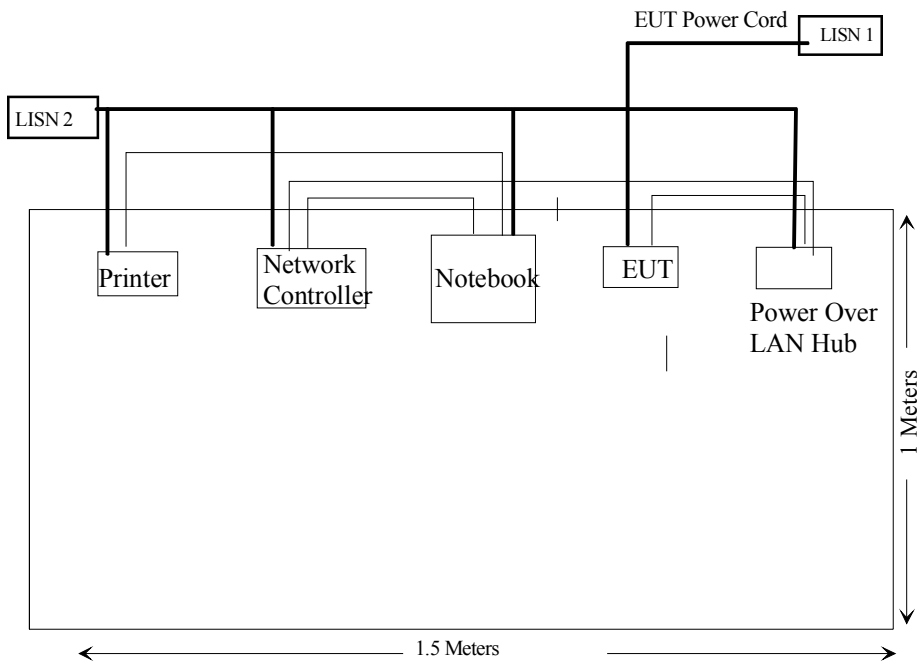 EUT Power Cord
LISN 1
LISN 2
Printer
Network
Controller
Notebook
EUT
Power Over
LAN Hub
1 Meters
1.5 Meters